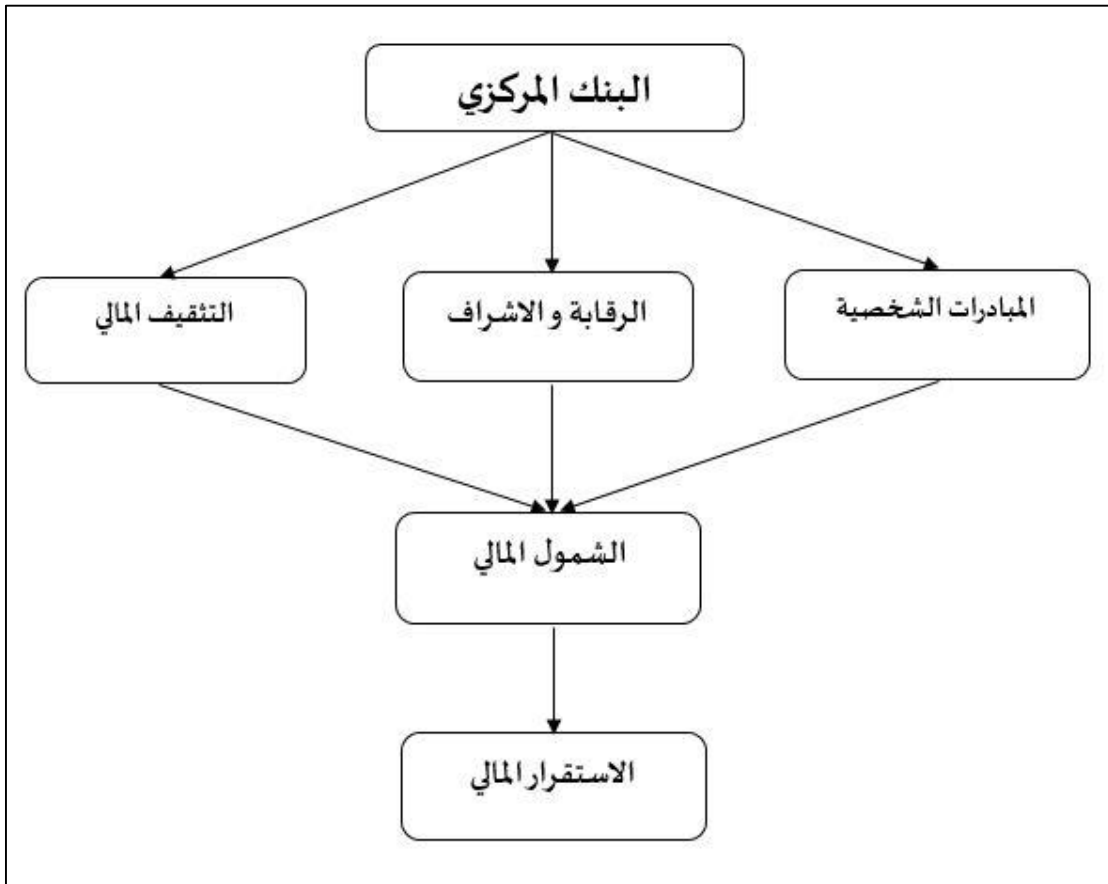 البنك المركزي
المبادرات الشخصية
الرقابة و الاشراف
التثقيف المالي
الشمول المالي
الاستقرار المالي